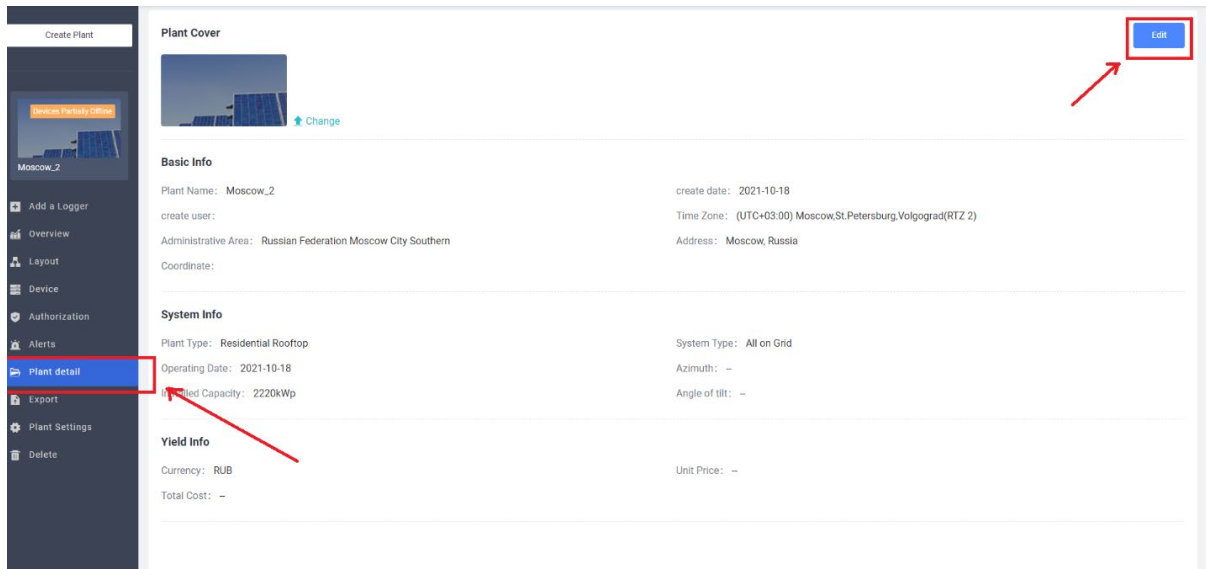 Create Plant
Devices Partially Offline
Moscow_2
Add a Logger
Overview
Layout
Device
Authorization
Alerts
Plant detail
Export
Plant Settings
Delete
Plant Cover
Edit
Change
Basic Info
Plant Name: Moscow_2
create date: 2021-10-18
create user:
Time Zone: (UTC+03:00) Moscow,St.Petersburg,Volgograd(RTZ 2)
Administrative Area: Russian Federation Moscow City Southern
Address: Moscow, Russia
Coordinate:
System Info
Plant Type: Residential Rooftop
System Type: All on Grid
Operating Date: 2021-10-18
Azimuth: --
Installed Capacity: 2220kWp
Angle of tilt: --
Yield Info
Currency: RUB
Unit Price: --
Total Cost: --